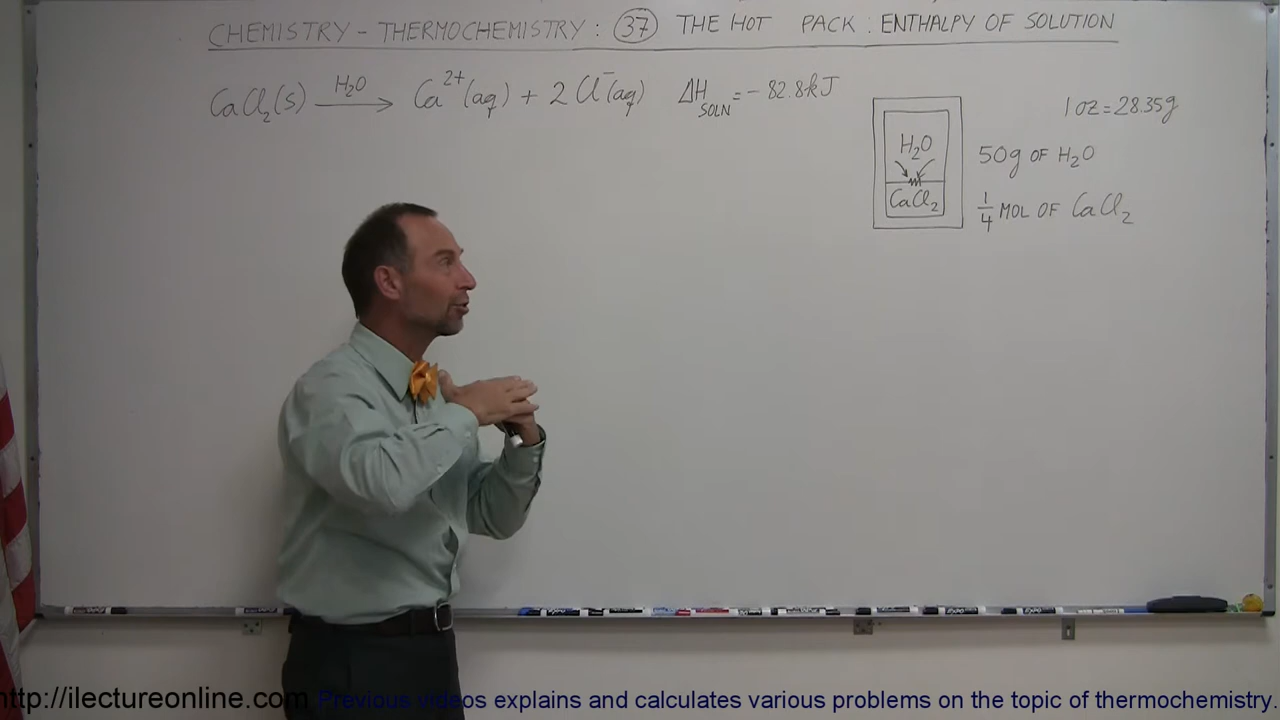 CHEMISTRY - THERMOCHEMISTRY : 37 THE HOT PACK : ENTHALPY OF SOLUTION
CaCl₂(s) H₂O → Ca²⁺(aq) + 2 Cl⁻(aq) ΔH SOLN = - 82.8 kJ
1 oz = 28.35g
H₂O
50g OF H₂O
CaCl₂
1/4 MOL OF CaCl₂
http://ilectureonline.com Previous videos explains and calculates various problems on the topic of thermochemistry.